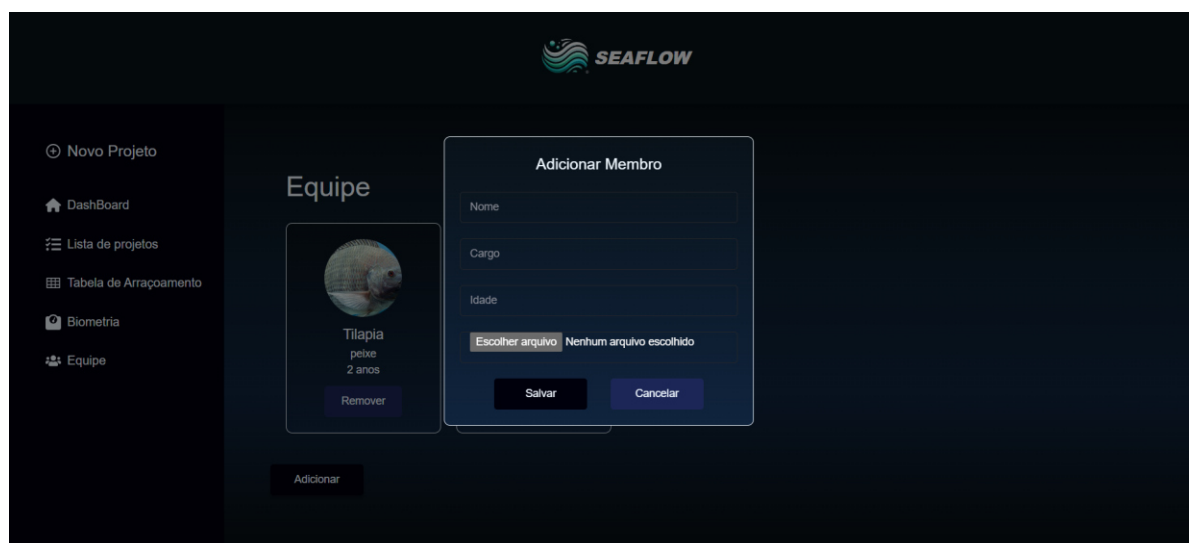 SEAFLOW
Novo Projeto
DashBoard
Lista de projetos
Tabela de Arraçoamento
Biometria
Equipe
Equipe
Tilapia
peixe
2 anos
Remover
Adicionar
Adicionar Membro
Nome
Cargo
Idade
Escolher arquivo Nenhum arquivo escolhido
Salvar Cancelar